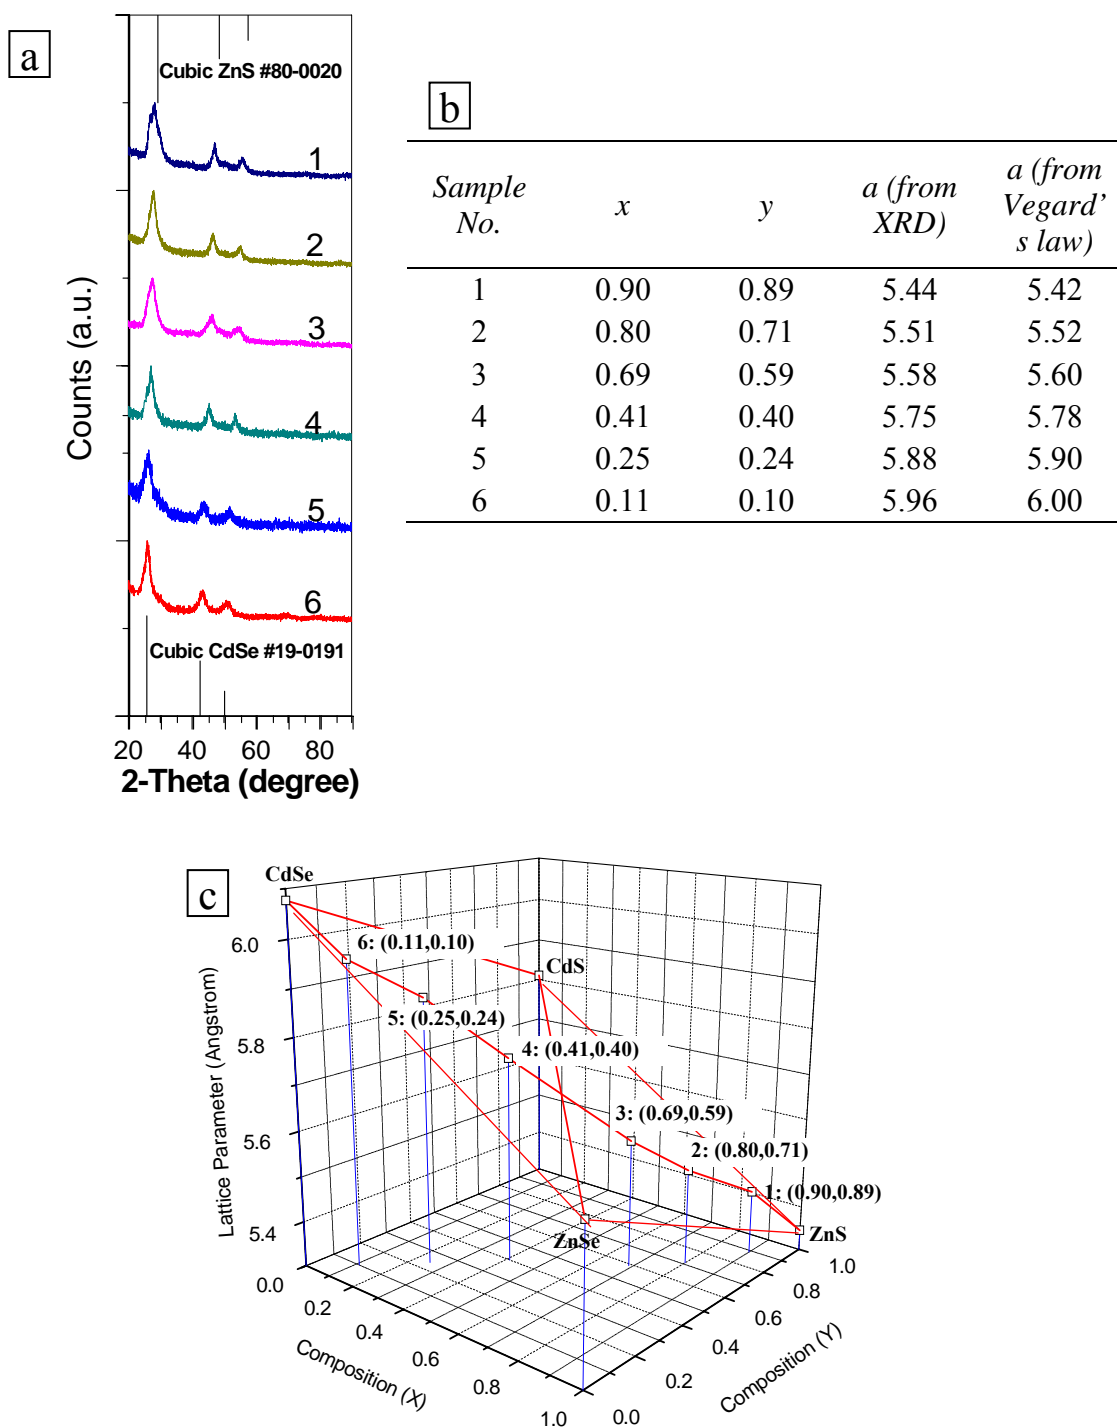 a
Cubic ZnS #80-0020
1
2
3
4
5
6
Cubic CdSe #19-0191
Counts (a.u.)
20 40 60 80
2-Theta (degree)
b
Sample No. x y a (from XRD) a (from Vegard' s law)
1 0.90 0.89 5.44 5.42
2 0.80 0.71 5.51 5.52
3 0.69 0.59 5.58 5.60
4 0.41 0.40 5.75 5.78
5 0.25 0.24 5.88 5.90
6 0.11 0.10 5.96 6.00
c
CdSe
6: (0.11,0.10)
CdS
5: (0.25,0.24)
4: (0.41,0.40)
3: (0.69,0.59)
2: (0.80,0.71)
1: (0.90,0.89)
ZnSe
ZnS
Lattice Parameter (Angstrom)
6.0
5.8
5.6
5.4
0.0 0.2 0.4 0.6 0.8 1.0
Composition (X)
0.0 0.2 0.4 0.6 0.8 1.0
Composition (Y)